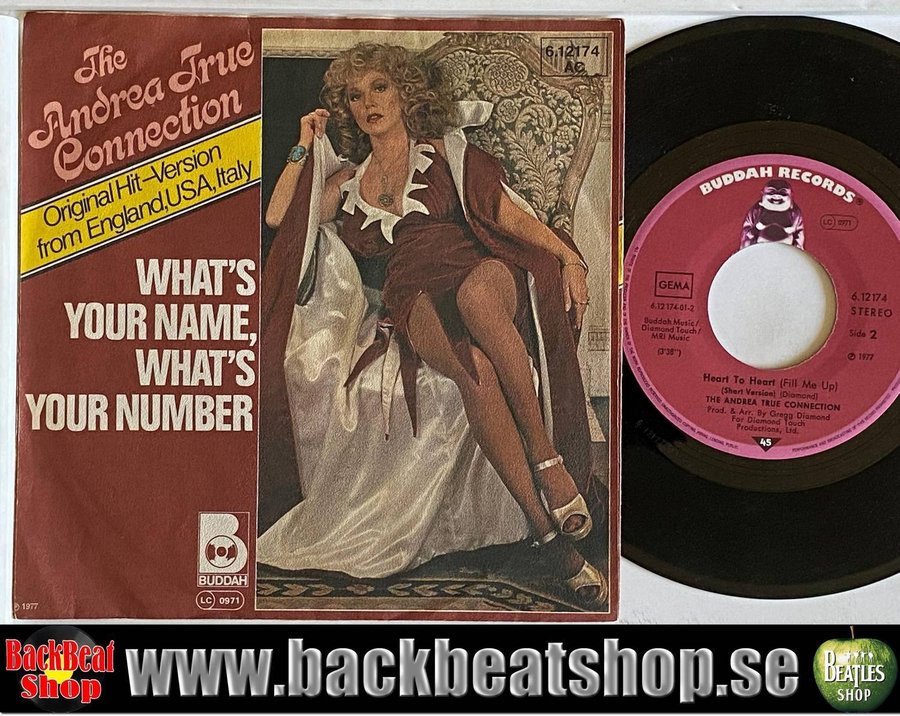 The
Andrea True
Connection
Original Hit-Version
from England, USA, Italy
WHAT'S
YOUR NAME,
WHAT'S
YOUR NUMBER
B
BUDDAH
LC 0971
℗ 1977
6.12174
AC
BUDDAH RECORDS®
LC 0971
GEMA
6.12174-01-2
Buddah Music/
Diamond Touch/
MRI Music
(3'38")
6.12174
STEREO
Side 2
℗ 1977
Heart To Heart (Fill Me Up)
(Short Version) (Diamond)
THE ANDREA TRUE CONNECTION
Prod. & Arr. By Gregg Diamond
For Diamond Touch
Productions, Ltd.
45
BackBeat
Shop
www.backbeatshop.se
BEATLES
SHOP